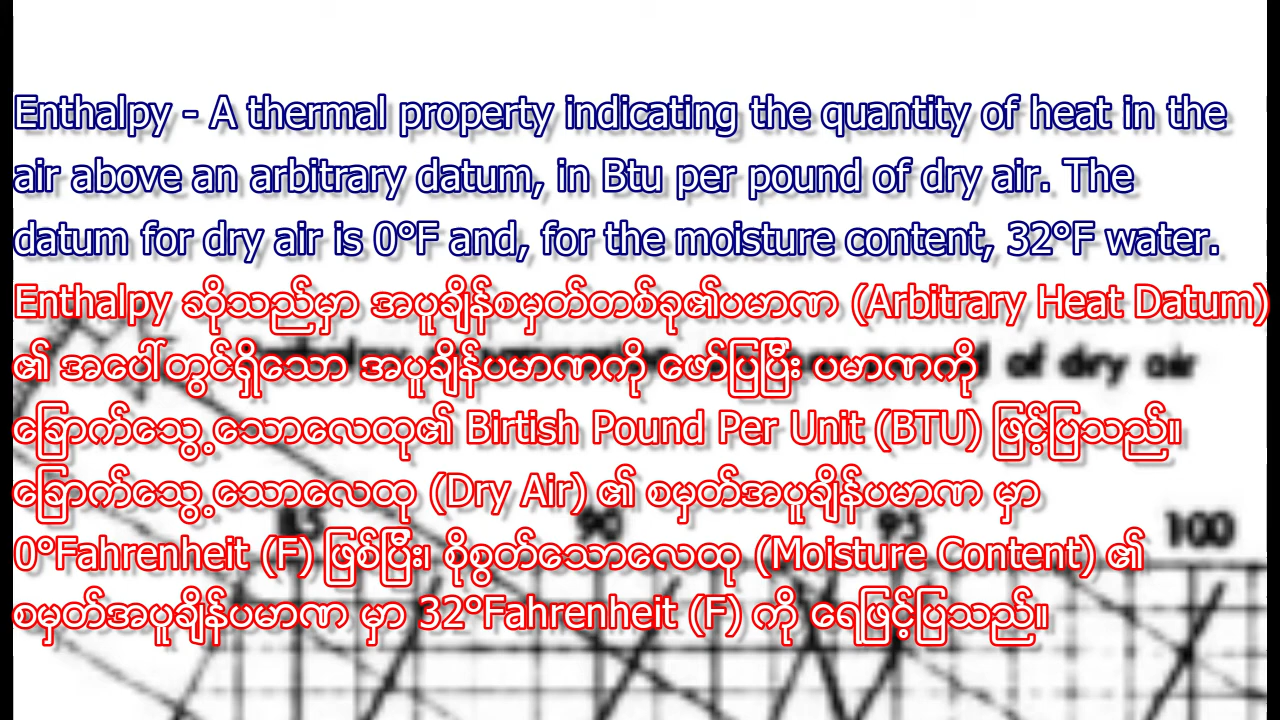 Enthalpy - A thermal property indicating the quantity of heat in the
air above an arbitrary datum, in Btu per pound of dry air. The
datum for dry air is 0°F and, for the moisture content, 32°F water.
Enthalpy ဆိုသည်မှာ အပူချိန်စမှတ်တစ်ခု၏ပမာဏ (Arbitrary Heat Datum)
၏ အပေါ်တွင်ရှိသော အပူချိန်ပမာဏကို ဖော်ပြပြီး ပမာဏကို
of dry air
ခြောက်သွေ့သောလေထု၏ Birtish Pound Per Unit (BTU) ဖြင့်ပြသည်။
ခြောက်သွေ့သောလေထု (Dry Air) ၏ စမှတ်အပူချိန်ပမာဏ မှာ
85 90 95 100
0°Fahrenheit (F) ဖြစ်ပြီး၊ စိုစွတ်သောလေထု (Moisture Content) ၏
စမှတ်အပူချိန်ပမာဏ မှာ 32°Fahrenheit (F) ကို ရေဖြင့်ပြသည်။